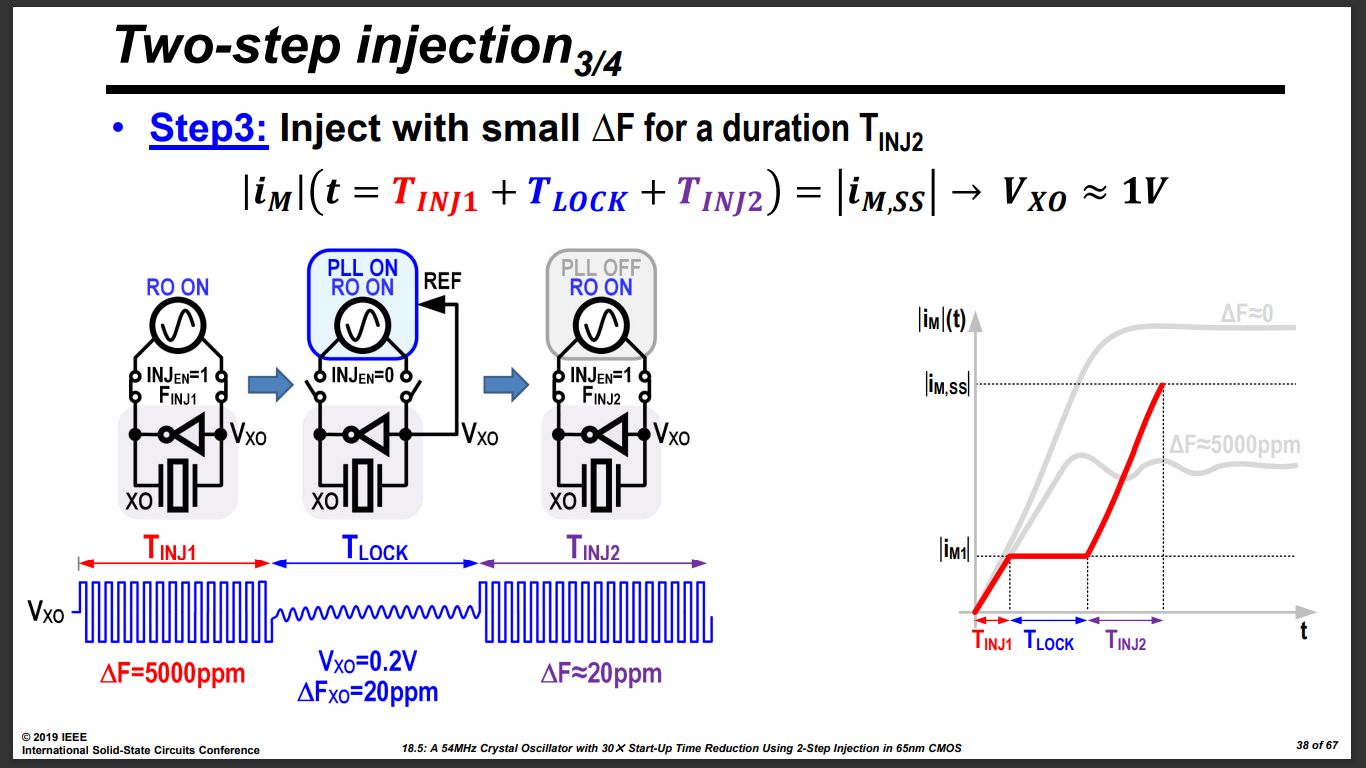 Two-step injection3/4
• Step3: Inject with small ΔF for a duration TINJ2
|iM|(t = TINJ1 + TLOCK + TINJ2) = |iM,SS| → VXO ≈ 1V
RO ON
INJEN=1
FINJ1
VXO
XO
PLL ON
RO ON
REF
INJEN=0
VXO
XO
PLL OFF
RO ON
INJEN=1
FINJ2
VXO
XO
TINJ1
TLOCK
TINJ2
VXO
ΔF=5000ppm
VXO=0.2V
ΔFXO=20ppm
ΔF≈20ppm
|iM|(t)
ΔF≈0
|iM,SS|
ΔF≈5000ppm
|iM1|
t
TINJ1
TLOCK
TINJ2
© 2019 IEEE
International Solid-State Circuits Conference
18.5: A 54MHz Crystal Oscillator with 30✕ Start-Up Time Reduction Using 2-Step Injection in 65nm CMOS
38 of 67